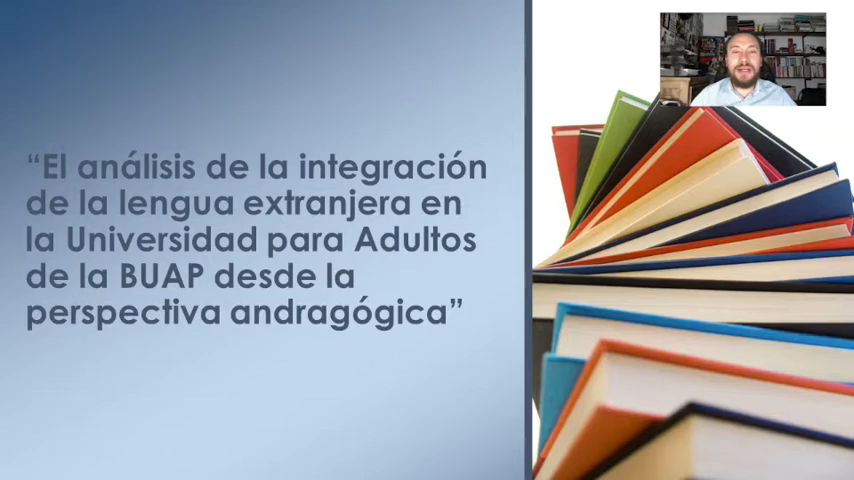 “El análisis de la integración
de la lengua extranjera en
la Universidad para Adultos
de la BUAP desde la
perspectiva andragógica”